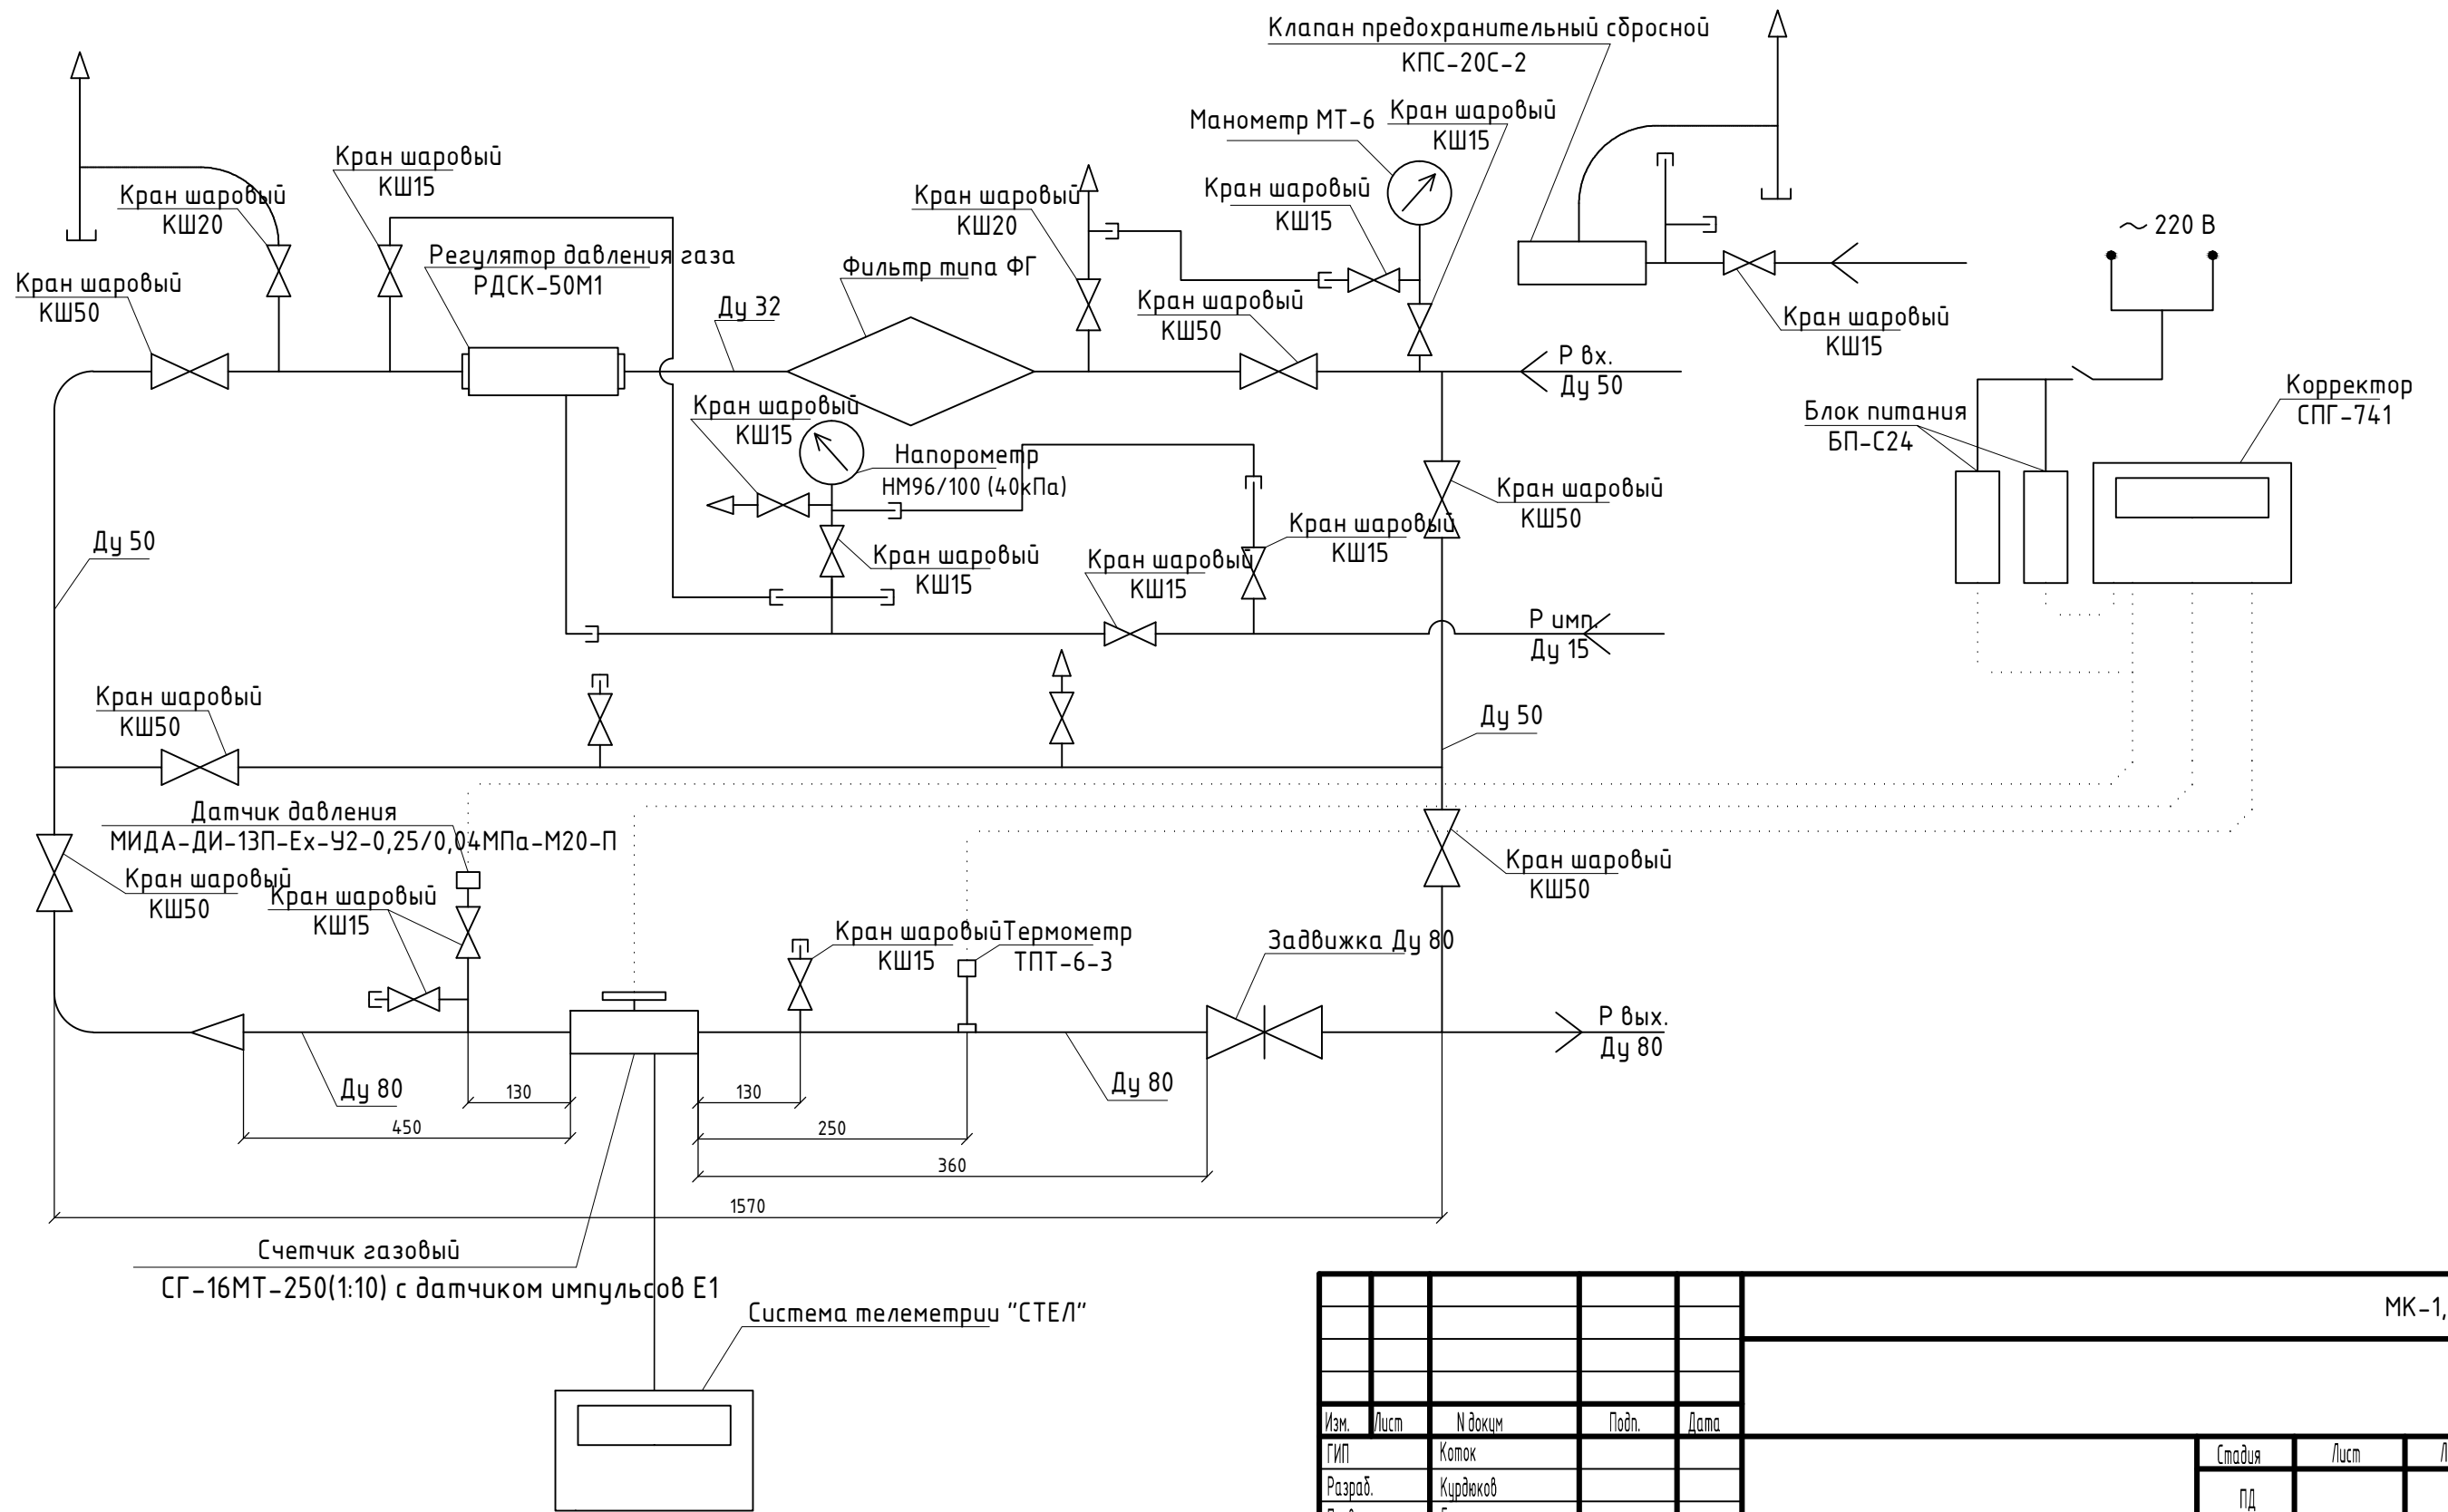 Клапан предохранительный сбросной
КПС-20С-2
Манометр МТ-6
Кран шаровый
КШ15
Кран шаровый
КШ15
Кран шаровый
КШ20
Кран шаровый
КШ15
Кран шаровый
КШ20
Кран шаровый
КШ50
Регулятор давления газа
РДСК-50М1
Ду 32
Фильтр типа ФГ
Кран шаровый
КШ50
~ 220 В
Кран шаровый
КШ15
Р вх.
Ду 50
Корректор
СПГ-741
Блок питания
БП-С24
Кран шаровый
КШ15
Напорометр
НМ96/100 (40кПа)
Кран шаровый
КШ50
Ду 50
Кран шаровый
КШ15
Кран шаровый
КШ15
Кран шаровый
КШ15
Р имп.
Ду 15
Кран шаровый
КШ50
Ду 50
Датчик давления
МИДА-ДИ-13П-Ех-У2-0,25/0,04МПа-М20-П
Кран шаровый
КШ50
Кран шаровый
КШ15
Кран шаровый
КШ15
Термометр
ТПТ-6-3
Задвижка Ду 80
Кран шаровый
КШ50
Р вых.
Ду 80
Ду 80
130
130
Ду 80
450
250
360
1570
Счетчик газовый
СГ-16МТ-250(1:10) с датчиком импульсов Е1
Система телеметрии "СТЕЛ"
МК-1,
Изм.
Лист
N докум
Подп.
Дата
ГИП
Коток
Стадия
Лист
Разраб.
Курдюков
ПД